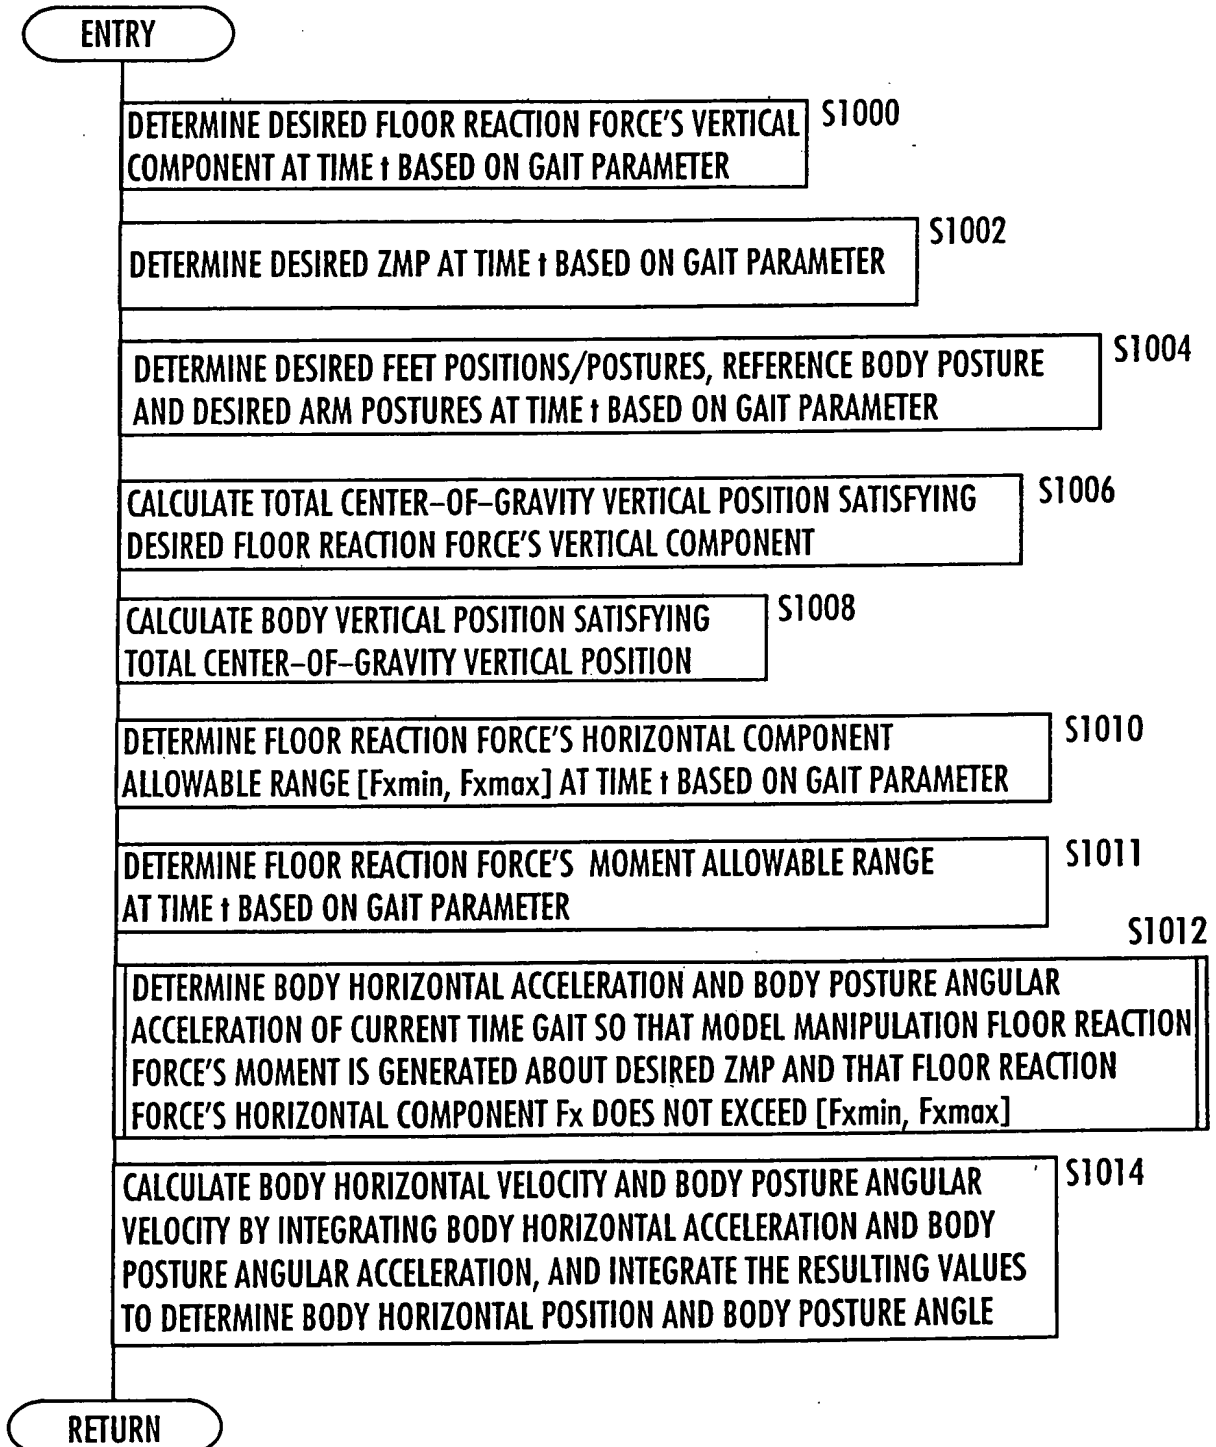 ENTRY
DETERMINE DESIRED FLOOR REACTION FORCE'S VERTICAL
COMPONENT AT TIME t BASED ON GAIT PARAMETER
S1000
DETERMINE DESIRED ZMP AT TIME t BASED ON GAIT PARAMETER
S1002
DETERMINE DESIRED FEET POSITIONS/POSTURES, REFERENCE BODY POSTURE
AND DESIRED ARM POSTURES AT TIME t BASED ON GAIT PARAMETER
S1004
CALCULATE TOTAL CENTER-OF-GRAVITY VERTICAL POSITION SATISFYING
DESIRED FLOOR REACTION FORCE'S VERTICAL COMPONENT
S1006
CALCULATE BODY VERTICAL POSITION SATISFYING
TOTAL CENTER-OF-GRAVITY VERTICAL POSITION
S1008
DETERMINE FLOOR REACTION FORCE'S HORIZONTAL COMPONENT
ALLOWABLE RANGE [Fxmin, Fxmax] AT TIME t BASED ON GAIT PARAMETER
S1010
DETERMINE FLOOR REACTION FORCE'S MOMENT ALLOWABLE RANGE
AT TIME t BASED ON GAIT PARAMETER
S1011
S1012
DETERMINE BODY HORIZONTAL ACCELERATION AND BODY POSTURE ANGULAR
ACCELERATION OF CURRENT TIME GAIT SO THAT MODEL MANIPULATION FLOOR REACTION
FORCE'S MOMENT IS GENERATED ABOUT DESIRED ZMP AND THAT FLOOR REACTION
FORCE'S HORIZONTAL COMPONENT Fx DOES NOT EXCEED [Fxmin, Fxmax]
CALCULATE BODY HORIZONTAL VELOCITY AND BODY POSTURE ANGULAR
VELOCITY BY INTEGRATING BODY HORIZONTAL ACCELERATION AND BODY
POSTURE ANGULAR ACCELERATION, AND INTEGRATE THE RESULTING VALUES
TO DETERMINE BODY HORIZONTAL POSITION AND BODY POSTURE ANGLE
S1014
RETURN